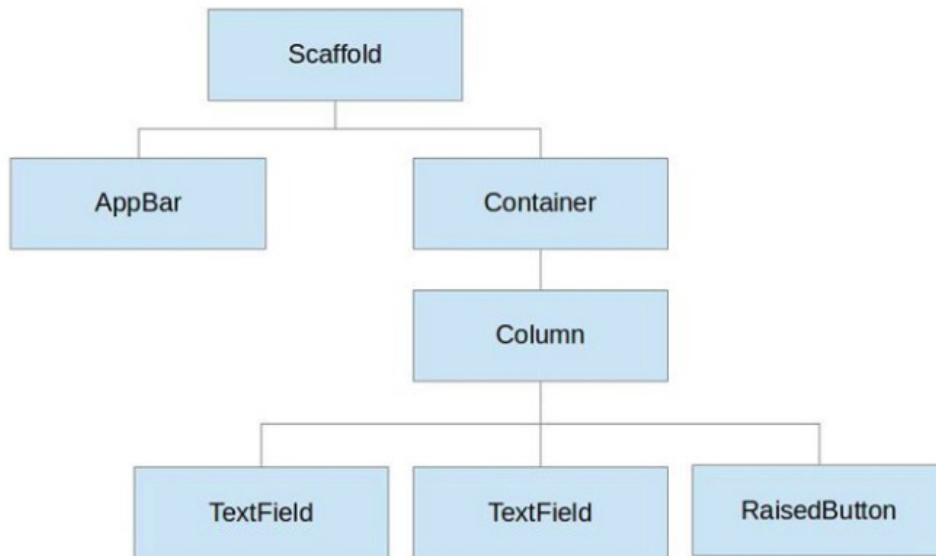 Scaffold
AppBar
Container
Column
TextField
TextField
RaisedButton